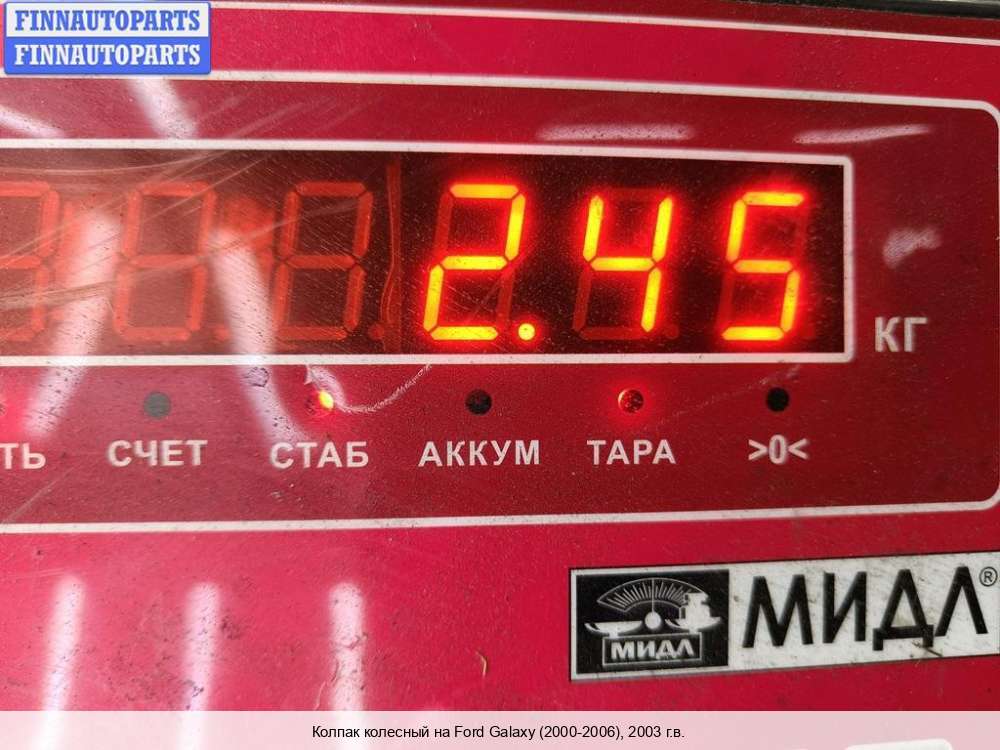 FINNAUTOPARTS
FINNAUTOPARTS
2.45
КГ
ТЬ СЧЕТ СТАБ АККУМ ТАРА >0<
МИДЛ МИДЛ®
Колпак колесный на Ford Galaxy (2000-2006), 2003 г.в.